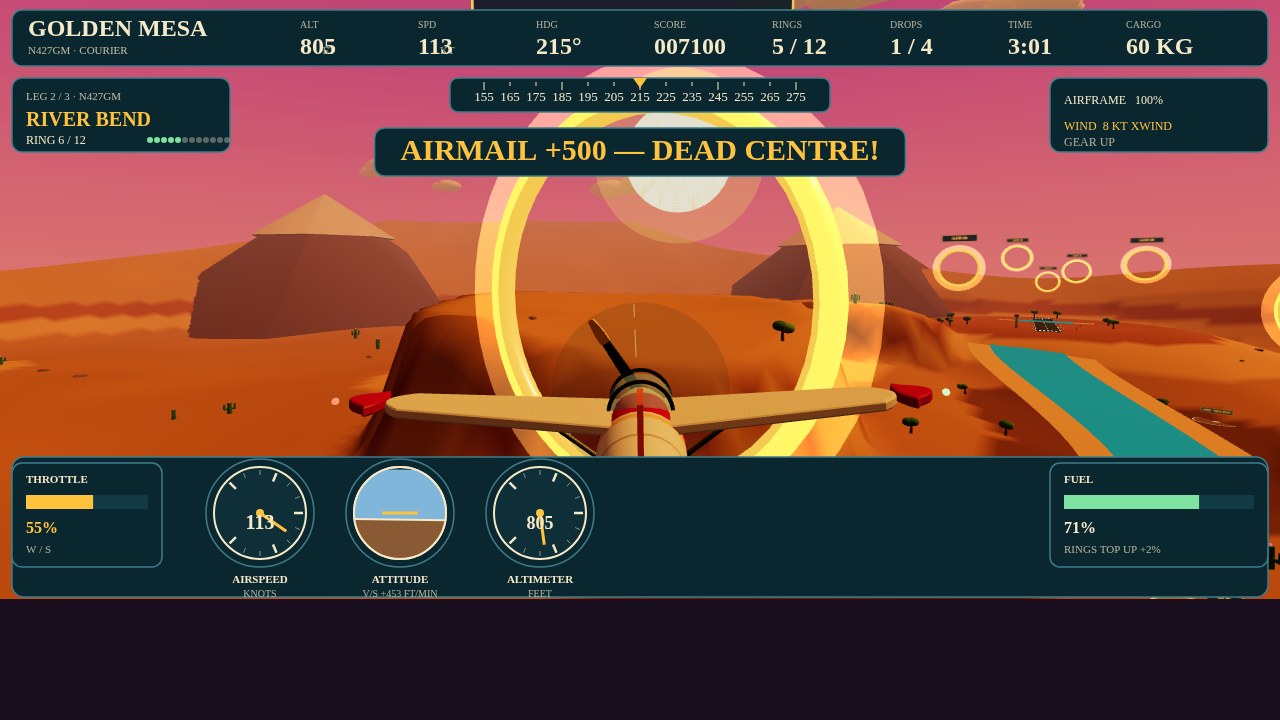 GOLDEN MESA
N427GM · COURIER
ALT
805
SPD
113
HDG
215°
SCORE
007100
RINGS
5 / 12
DROPS
1 / 4
TIME
3:01
CARGO
60 KG
LEG 2 / 3 · N427GM
RIVER BEND
RING 6 / 12
155 165 175 185 195 205 215 225 235 245 255 265 275
AIRFRAME 100%
WIND 8 KT XWIND
GEAR UP
AIRMAIL +500 — DEAD CENTRE!
THROTTLE
55%
W / S
113
AIRSPEED
KNOTS
ATTITUDE
V/S +453 FT/MIN
805
ALTIMETER
FEET
FUEL
71%
RINGS TOP UP +2%